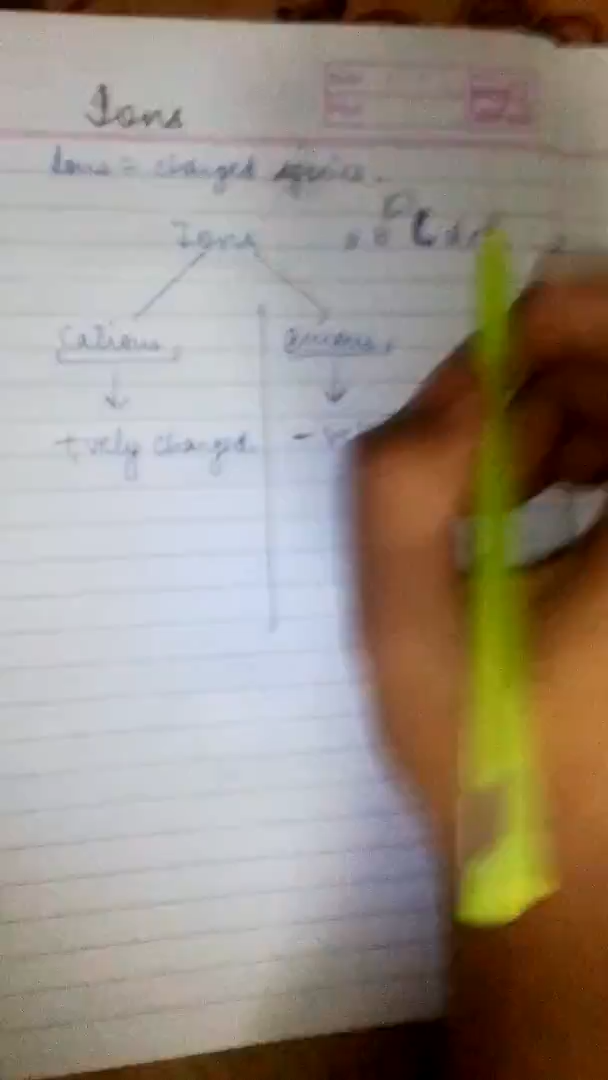 Ions
Ions = charged species.
Ions
Cations, anions,
+vely charged -